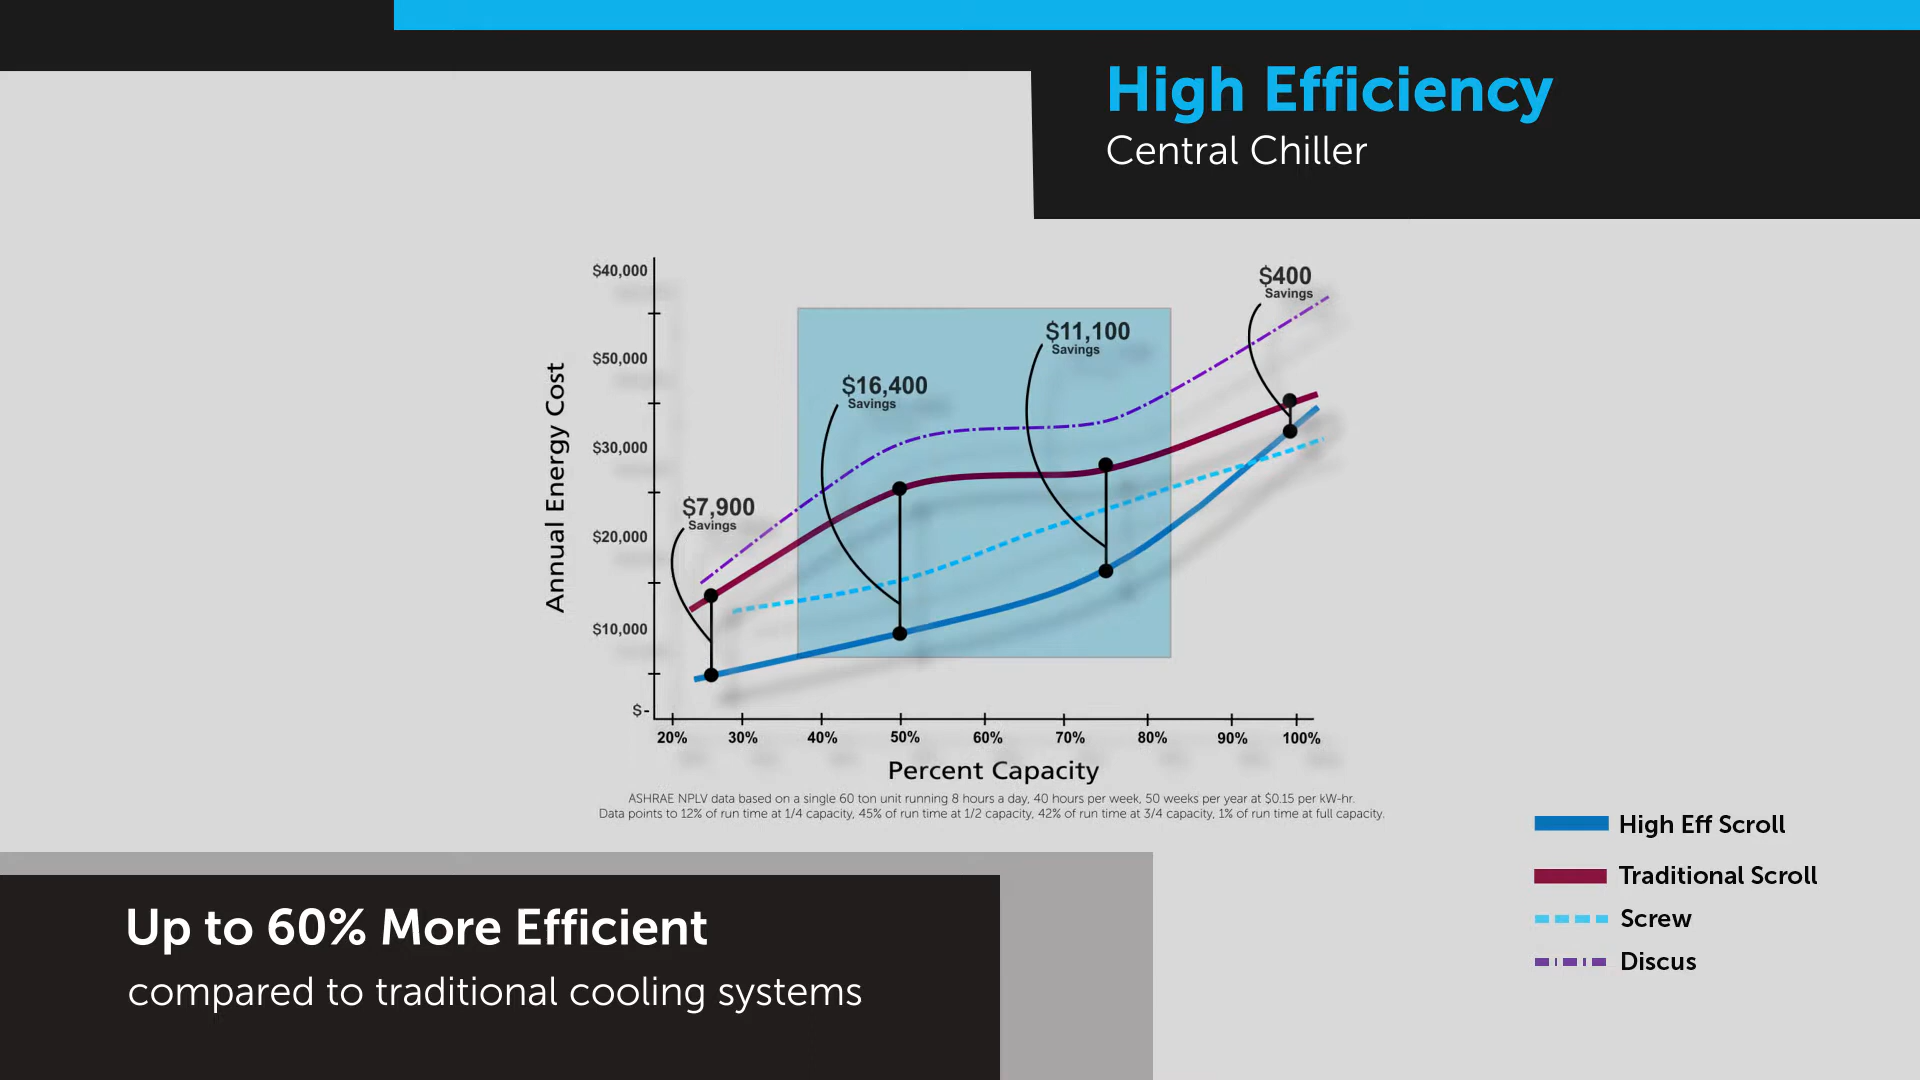 High Efficiency
Central Chiller
$40,000
$50,000
$30,000
$20,000
$10,000
$-
Annual Energy Cost
$7,900
Savings
$16,400
Savings
$11,100
Savings
$400
Savings
20% 30% 40% 50% 60% 70% 80% 90% 100%
Percent Capacity
ASHRAE NPLV data based on a single 60 ton unit running 8 hours a day, 40 hours per week, 50 weeks per year at $0.15 per kW-hr.
Data points to 12% of run time at 1/4 capacity, 45% of run time at 1/2 capacity, 42% of run time at 3/4 capacity, 1% of run time at full capacity.
High Eff Scroll
Traditional Scroll
Screw
Discus
Up to 60% More Efficient
compared to traditional cooling systems